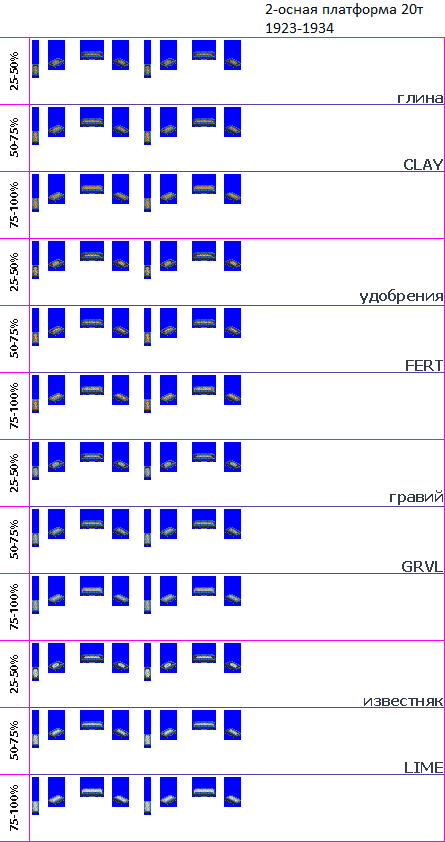 2-осная платформа 20т
1923-1934
25-50%
глина
50-75%
CLAY
75-100%
25-50%
удобрения
50-75%
FERT
75-100%
25-50%
гравий
50-75%
GRVL
75-100%
25-50%
известняк
50-75%
LIME
75-100%